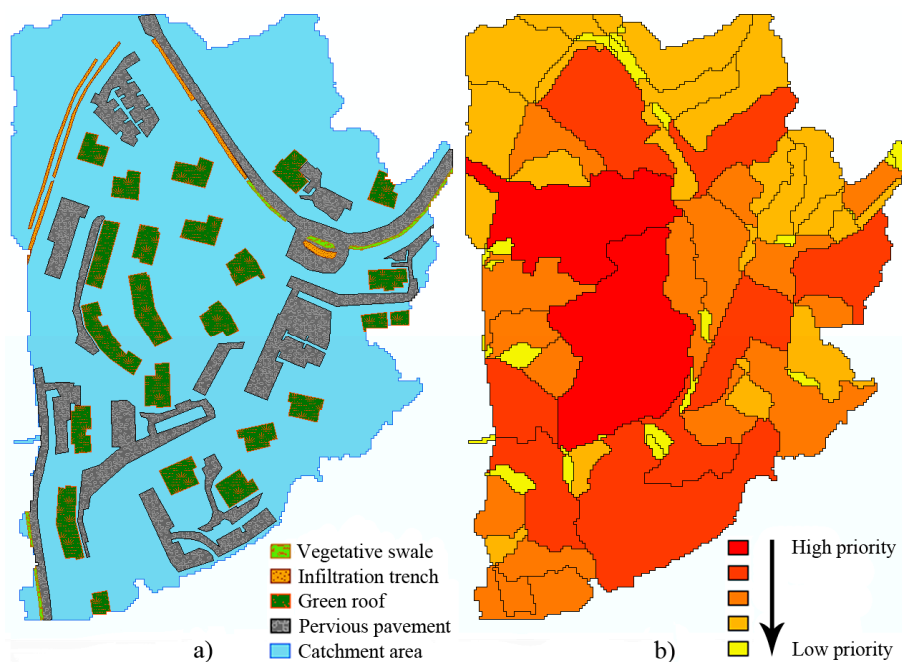 Vegetative swale
Infiltration trench
Green roof
Pervious pavement
Catchment area
a)
High priority
Low priority
b)